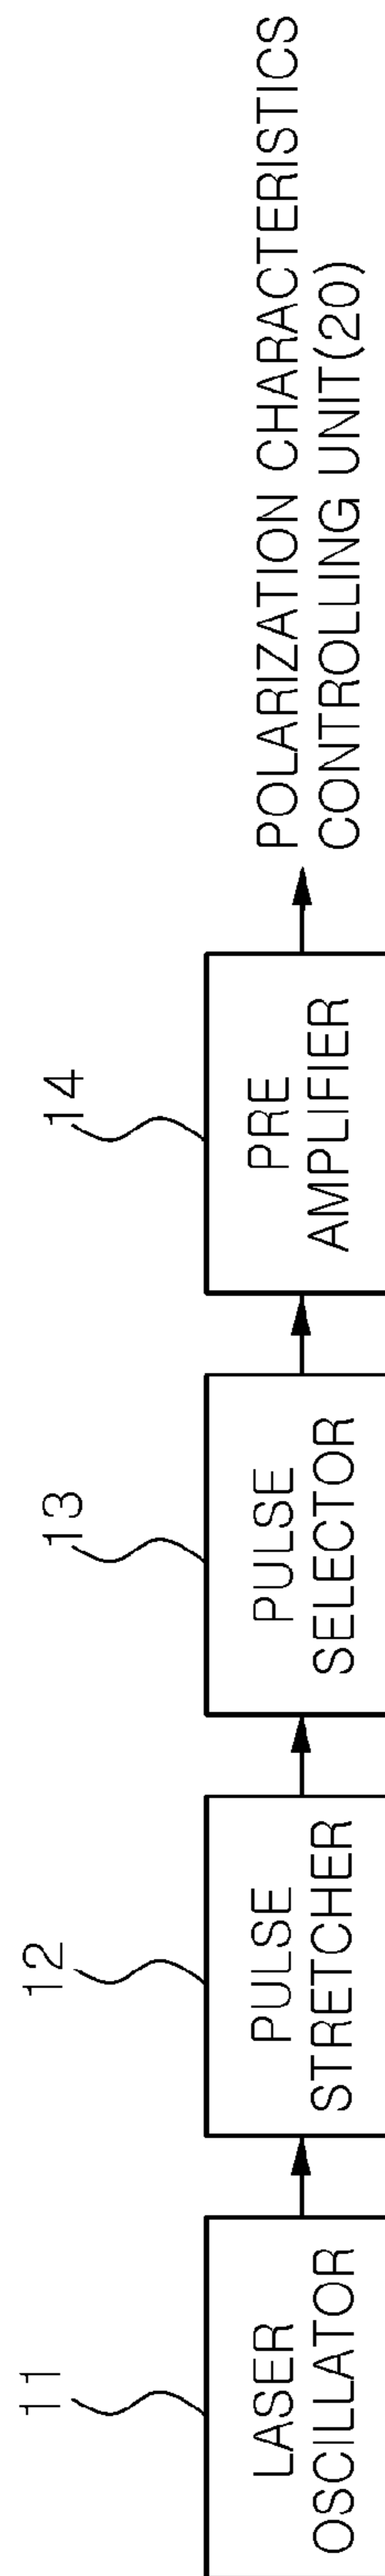 11
LASER
OSCILLATOR
12
PULSE
STRETCHER
13
PULSE
SELECTOR
14
PRE
AMPLIFIER
POLARIZATION CHARACTERISTICS
CONTROLLING UNIT(20)